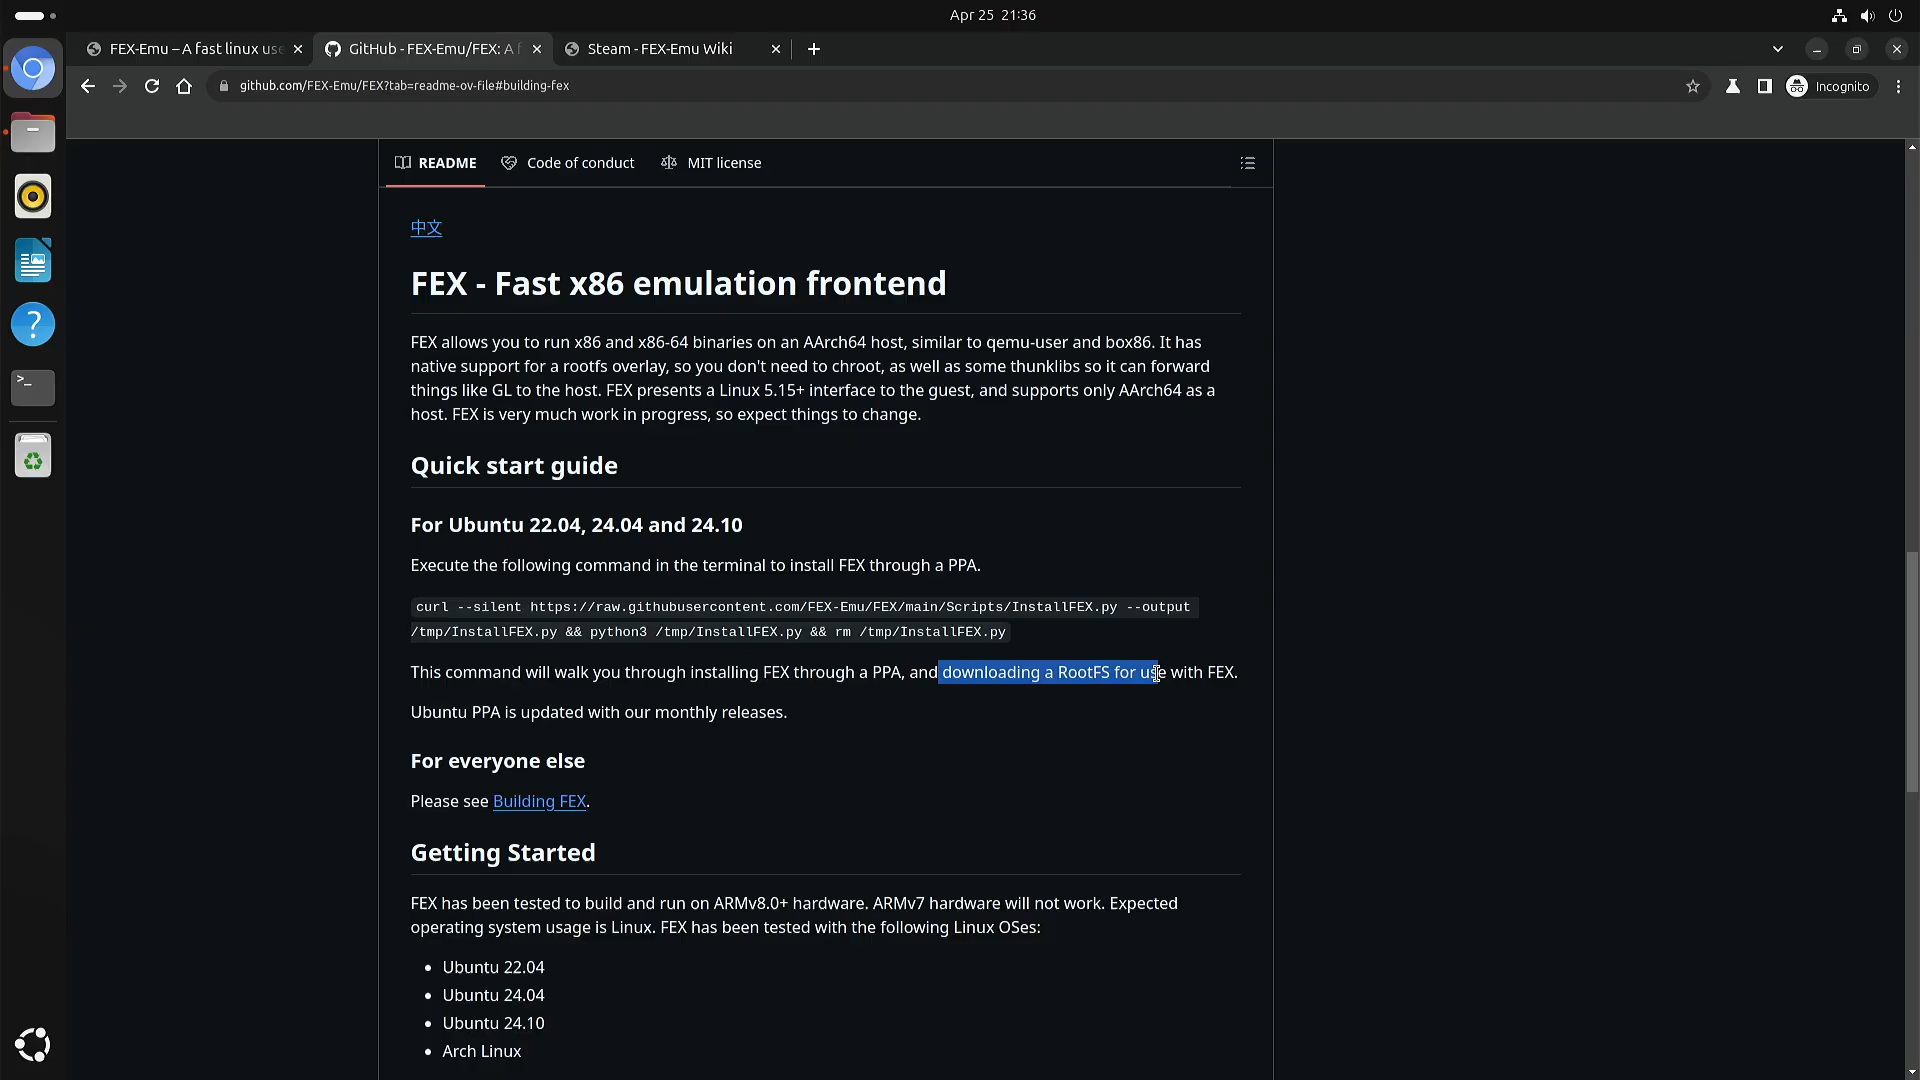 Apr 25 21:36
FEX-Emu – A fast linux use
GitHub - FEX-Emu/FEX: A f
Steam - FEX-Emu Wiki
github.com/FEX-Emu/FEX?tab=readme-ov-file#building-fex
Incognito
README
Code of conduct
MIT license
中文
FEX - Fast x86 emulation frontend
FEX allows you to run x86 and x86-64 binaries on an AArch64 host, similar to qemu-user and box86. It has
native support for a rootfs overlay, so you don't need to chroot, as well as some thunklibs so it can forward
things like GL to the host. FEX presents a Linux 5.15+ interface to the guest, and supports only AArch64 as a
host. FEX is very much work in progress, so expect things to change.
Quick start guide
For Ubuntu 22.04, 24.04 and 24.10
Execute the following command in the terminal to install FEX through a PPA.
curl --silent https://raw.githubusercontent.com/FEX-Emu/FEX/main/Scripts/InstallFEX.py --output
/tmp/InstallFEX.py && python3 /tmp/InstallFEX.py && rm /tmp/InstallFEX.py
This command will walk you through installing FEX through a PPA, and downloading a RootFS for use with FEX.
Ubuntu PPA is updated with our monthly releases.
For everyone else
Please see Building FEX.
Getting Started
FEX has been tested to build and run on ARMv8.0+ hardware. ARMv7 hardware will not work. Expected
operating system usage is Linux. FEX has been tested with the following Linux OSes:
• Ubuntu 22.04
• Ubuntu 24.04
• Ubuntu 24.10
• Arch Linux